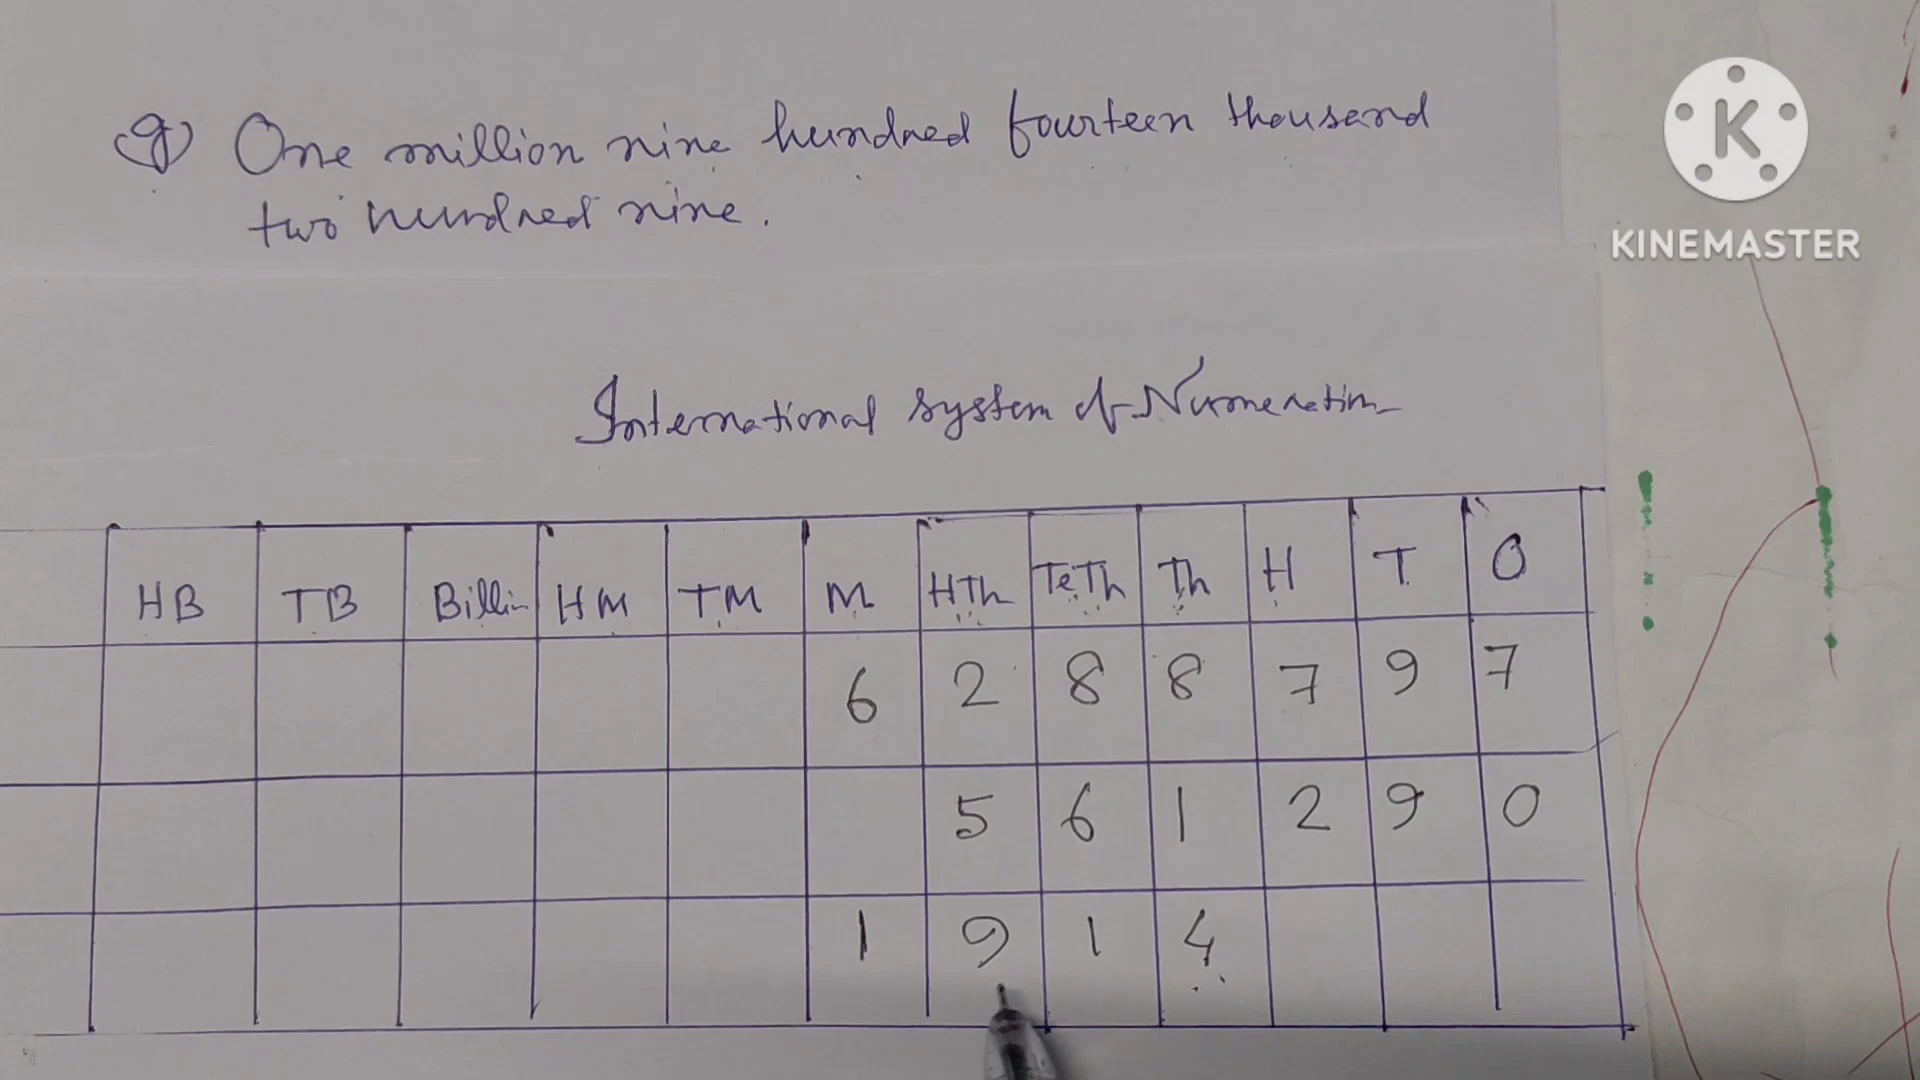 g) One million nine hundred fourteen thousand
two hundred nine.
K
KINEMASTER
International system of Numeration
HB TB Billin HM TM M HTh TeTh Th H T O
6 2 8 8 7 9 7
5 6 1 2 9 0
1 9 1 4